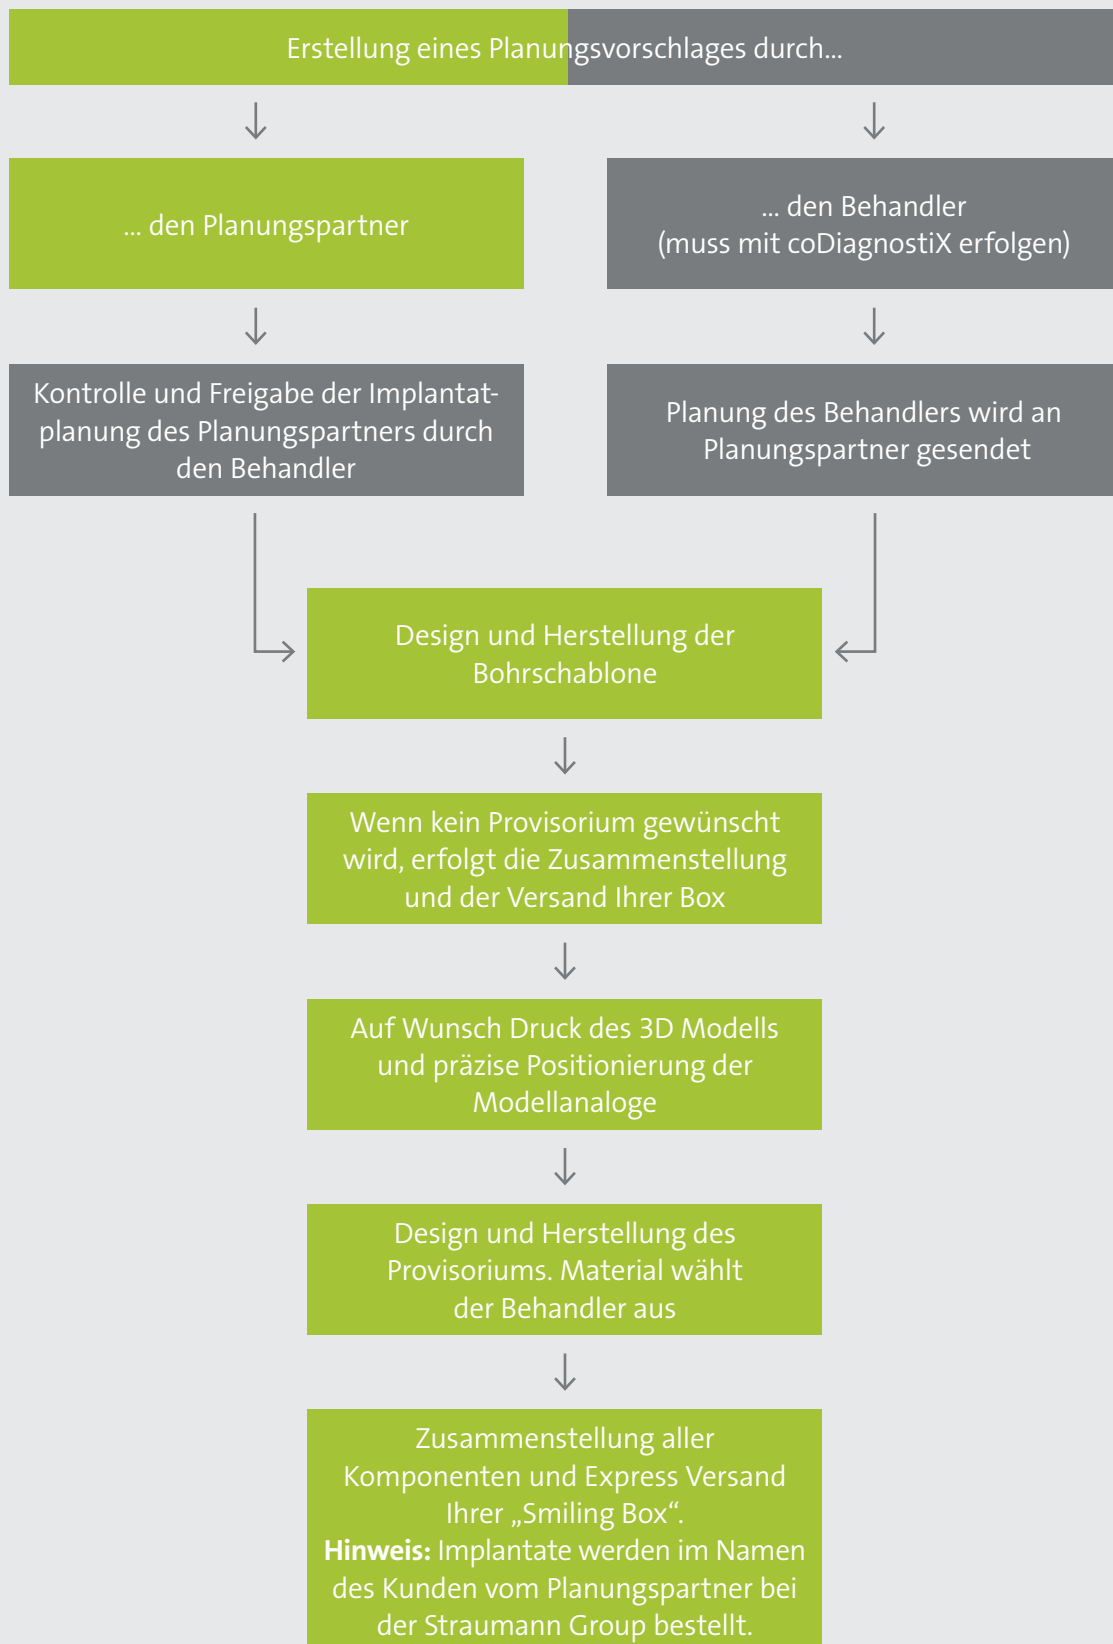 Erstellung eines Planungsvorschlages durch...
... den Planungspartner
... den Behandler
(muss mit coDiagnostiX erfolgen)
Kontrolle und Freigabe der Implantat-
planung des Planungspartners durch
den Behandler
Planung des Behandlers wird an
Planungspartner gesendet
Design und Herstellung der
Bohrschablone
Wenn kein Provisorium gewünscht
wird, erfolgt die Zusammenstellung
und der Versand Ihrer Box
Auf Wunsch Druck des 3D Modells
und präzise Positionierung der
Modellanaloge
Design und Herstellung des
Provisoriums. Material wählt
der Behandler aus
Zusammenstellung aller
Komponenten und Express Versand
Ihrer „Smiling Box“.
Hinweis: Implantate werden im Namen
des Kunden vom Planungspartner bei
der Straumann Group bestellt.